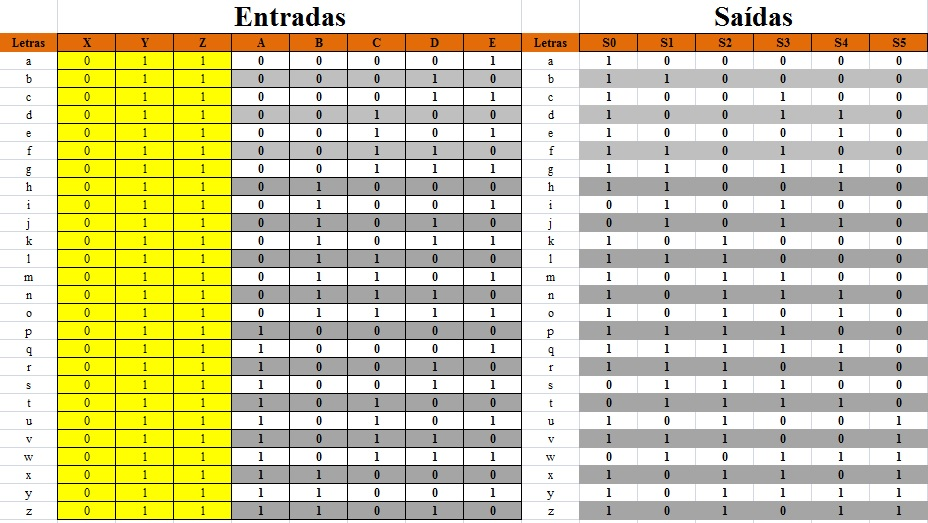 Entradas Saídas
Letras X Y Z A B C D E Letras S0 S1 S2 S3 S4 S5
a 0 1 1 0 0 0 0 1 a 1 0 0 0 0 0
b 0 1 1 0 0 0 1 0 b 1 1 0 0 0 0
c 0 1 1 0 0 0 1 1 c 1 0 0 1 0 0
d 0 1 1 0 0 1 0 0 d 1 0 0 1 1 0
e 0 1 1 0 0 1 0 1 e 1 0 0 0 1 0
f 0 1 1 0 0 1 1 0 f 1 1 0 1 0 0
g 0 1 1 0 0 1 1 1 g 1 1 0 1 1 0
h 0 1 1 0 1 0 0 0 h 1 1 0 0 1 0
i 0 1 1 0 1 0 0 1 i 0 1 0 1 0 0
j 0 1 1 0 1 0 1 0 j 0 1 0 1 1 0
k 0 1 1 0 1 0 1 1 k 1 0 1 0 0 0
l 0 1 1 0 1 1 0 0 l 1 1 1 0 0 0
m 0 1 1 0 1 1 0 1 m 1 0 1 1 0 0
n 0 1 1 0 1 1 1 0 n 1 0 1 1 1 0
o 0 1 1 0 1 1 1 1 o 1 0 1 0 1 0
p 0 1 1 1 0 0 0 0 p 1 1 1 1 0 0
q 0 1 1 1 0 0 0 1 q 1 1 1 1 1 0
r 0 1 1 1 0 0 1 0 r 1 1 1 0 1 0
s 0 1 1 1 0 0 1 1 s 0 1 1 1 0 0
t 0 1 1 1 0 1 0 0 t 0 1 1 1 1 0
u 0 1 1 1 0 1 0 1 u 1 0 1 0 0 1
v 0 1 1 1 0 1 1 0 v 1 1 1 0 0 1
w 0 1 1 1 0 1 1 1 w 0 1 0 1 1 1
x 0 1 1 1 1 0 0 0 x 1 0 1 1 0 1
y 0 1 1 1 1 0 0 1 y 1 0 1 1 1 1
z 0 1 1 1 1 0 1 0 z 1 0 1 0 1 1